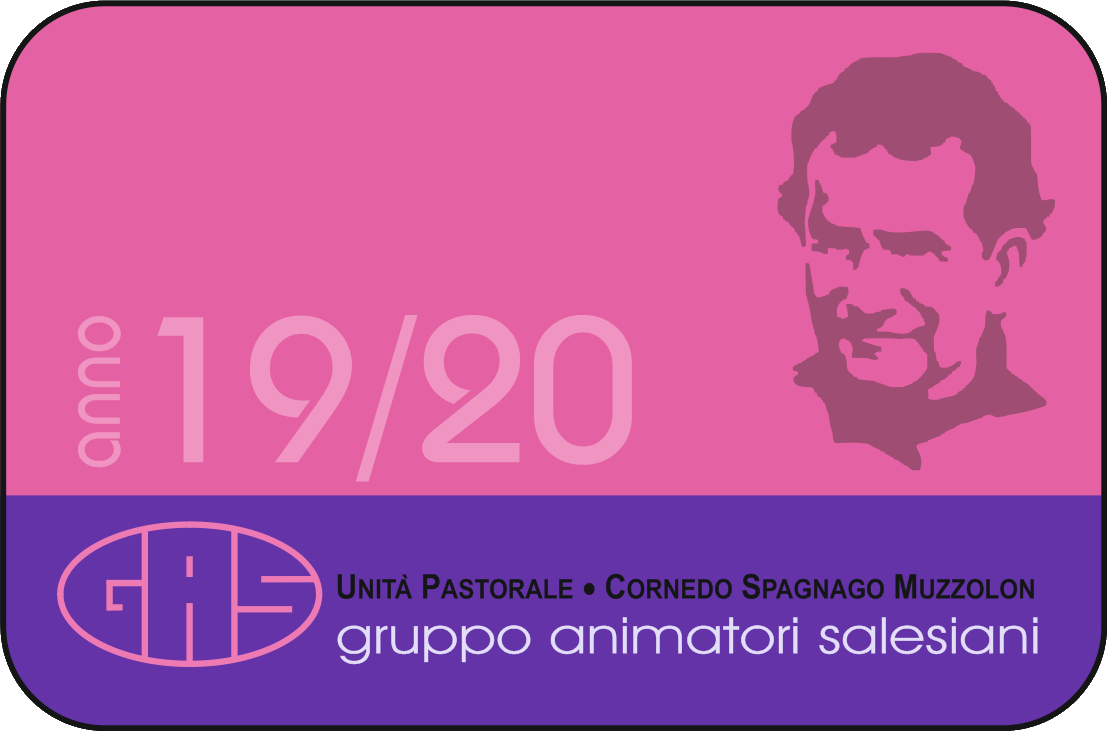 anno 19/20
GAS
UNITÀ PASTORALE • CORNEDO SPAGNAGO MUZZOLON
gruppo animatori salesiani